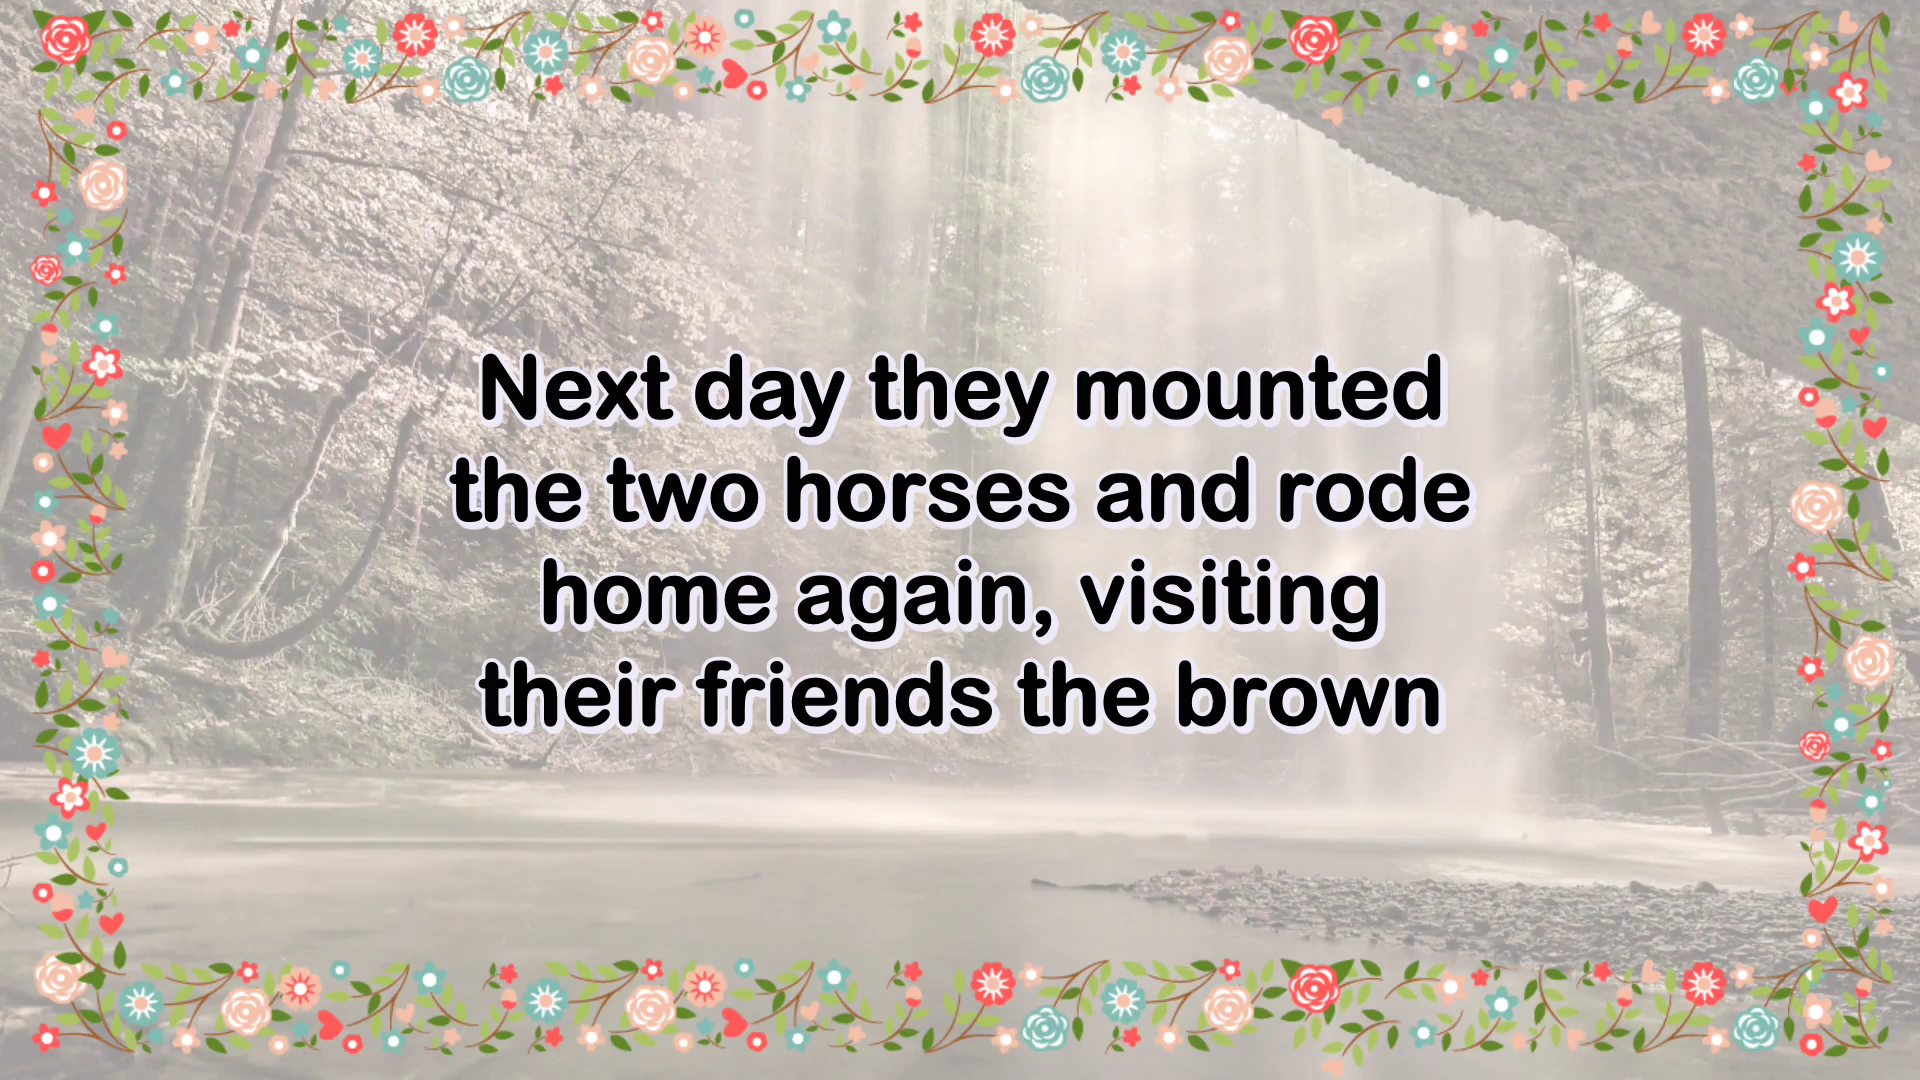 Next day they mounted
the two horses and rode
home again, visiting
their friends the brown